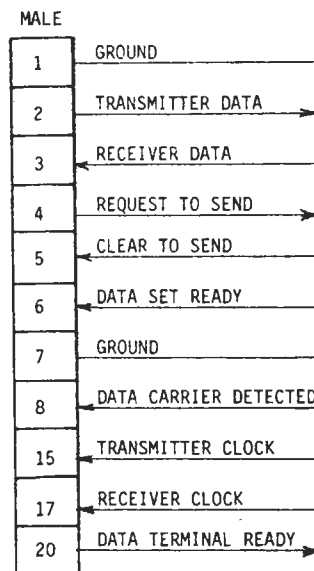 MALE
1 GROUND
2 TRANSMITTER DATA
3 RECEIVER DATA
4 REQUEST TO SEND
5 CLEAR TO SEND
6 DATA SET READY
7 GROUND
8 DATA CARRIER DETECTED
15 TRANSMITTER CLOCK
17 RECEIVER CLOCK
20 DATA TERMINAL READY